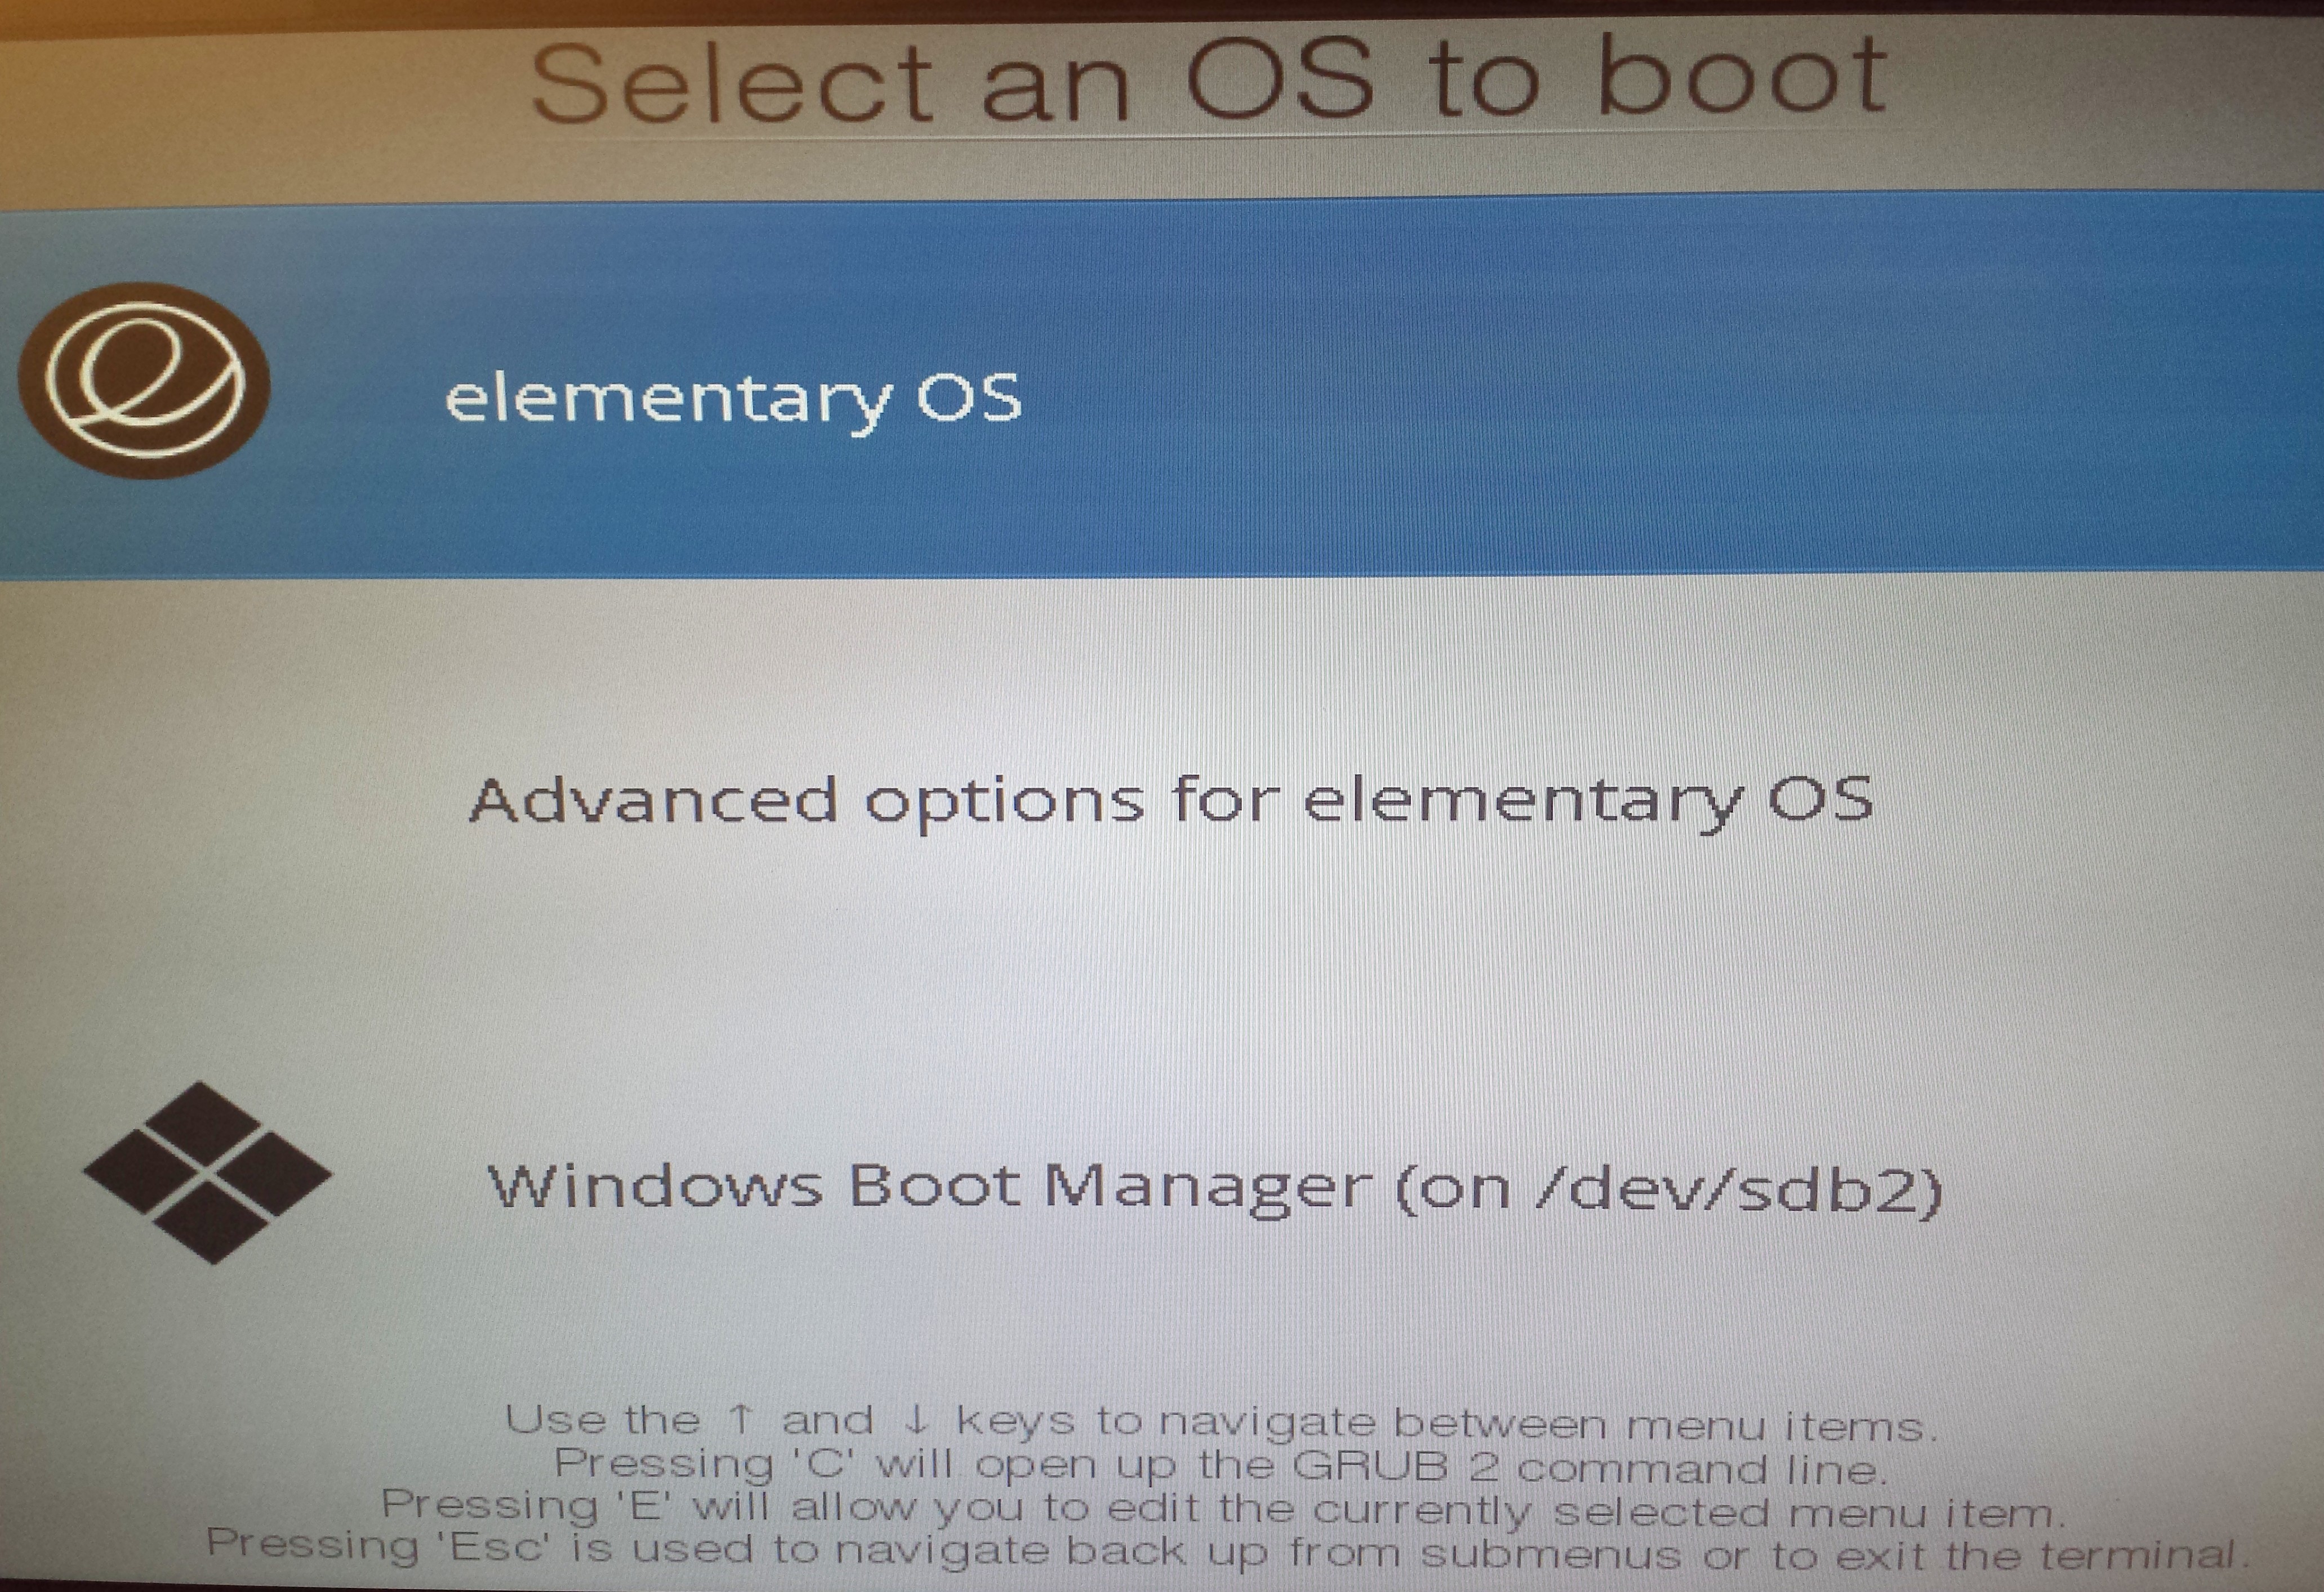 Select an OS to boot
elementary OS
Advanced options for elementary OS
Windows Boot Manager (on /dev/sdb2)
Use the ↑ and ↓ keys to navigate between menu items.
Pressing 'C' will open up the GRUB 2 command line.
Pressing 'E' will allow you to edit the currently selected menu item.
Pressing 'Esc' is used to navigate back up from submenus or to exit the terminal.